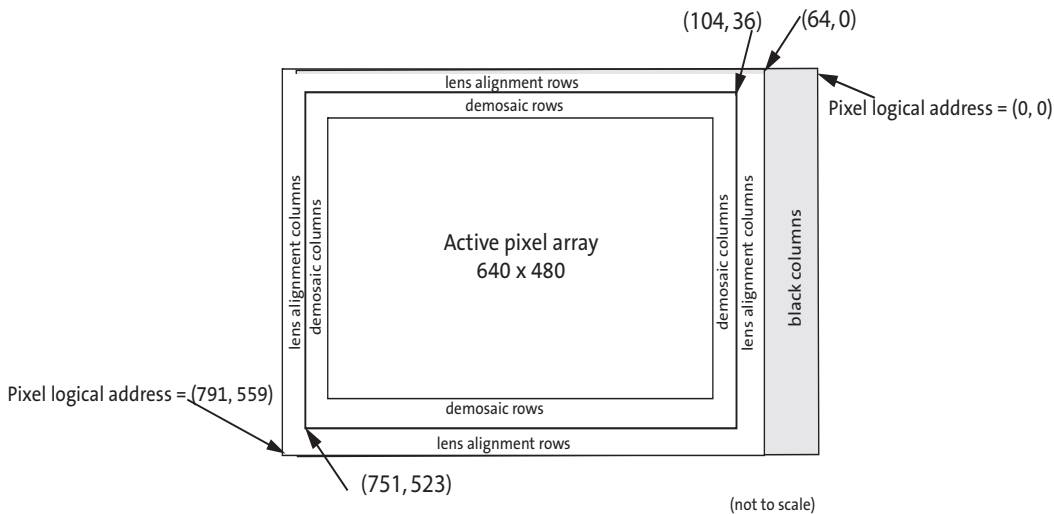 (104, 36)
(64, 0)
lens alignment rows
demosaic rows
Pixel logical address = (0, 0)
lens alignment columns
demosaic columns
Active pixel array
640 x 480
demosaic columns
lens alignment columns
black columns
Pixel logical address = (791, 559)
demosaic rows
lens alignment rows
(751, 523)
(not to scale)